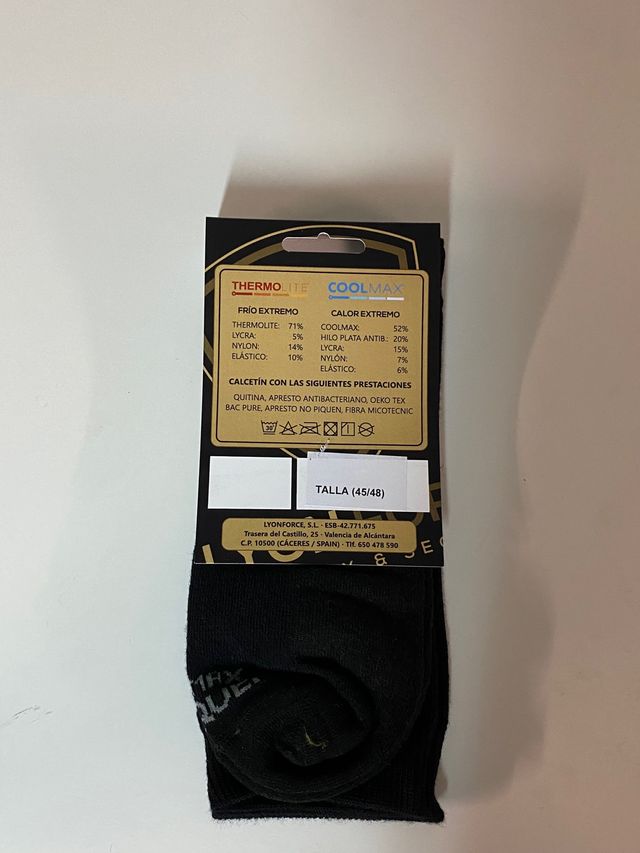 THERMOLITE COOLMAX
FRÍO EXTREMO
THERMOLITE: 71%
LYCRA: 5%
NYLON: 14%
ELÁSTICO: 10%
CALOR EXTREMO
COOLMAX: 52%
HILO PLATA ANTIB.: 20%
LYCRA: 15%
NYLÓN: 7%
ELÁSTICO: 6%
CALCETÍN CON LAS SIGUIENTES PRESTACIONES
QUITINA, APRESTO ANTIBACTERIANO, OEKO TEX
BAC PURE, APRESTO NO PIQUEN, FIBRA MICOTECNIC
30°
TALLA (45/48)
LYONFORCE, S.L. - ESB-42.771.675
Trasera del Castillo, 25 - Valencia de Alcántara
C.P. 10500 (CÁCERES / SPAIN) - Tlf. 650 478 590